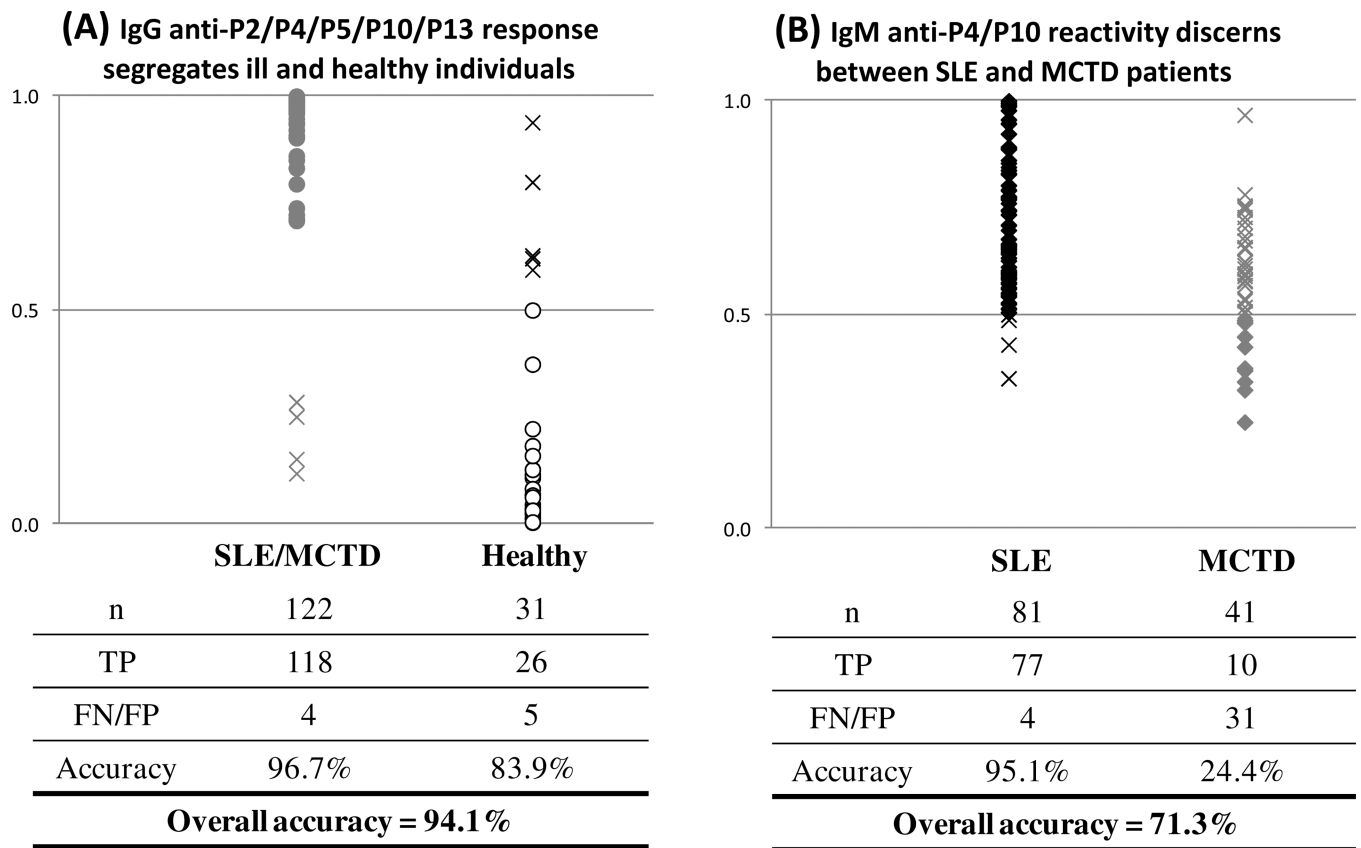 (A) IgG anti-P2/P4/P5/P10/P13 response
segregates ill and healthy individuals
1.0
0.5
0.0
SLE/MCTD Healthy
n 122 31
TP 118 26
FN/FP 4 5
Accuracy 96.7% 83.9%
Overall accuracy = 94.1%
(B) IgM anti-P4/P10 reactivity discerns
between SLE and MCTD patients
1.0
0.5
0.0
SLE MCTD
n 81 41
TP 77 10
FN/FP 4 31
Accuracy 95.1% 24.4%
Overall accuracy = 71.3%